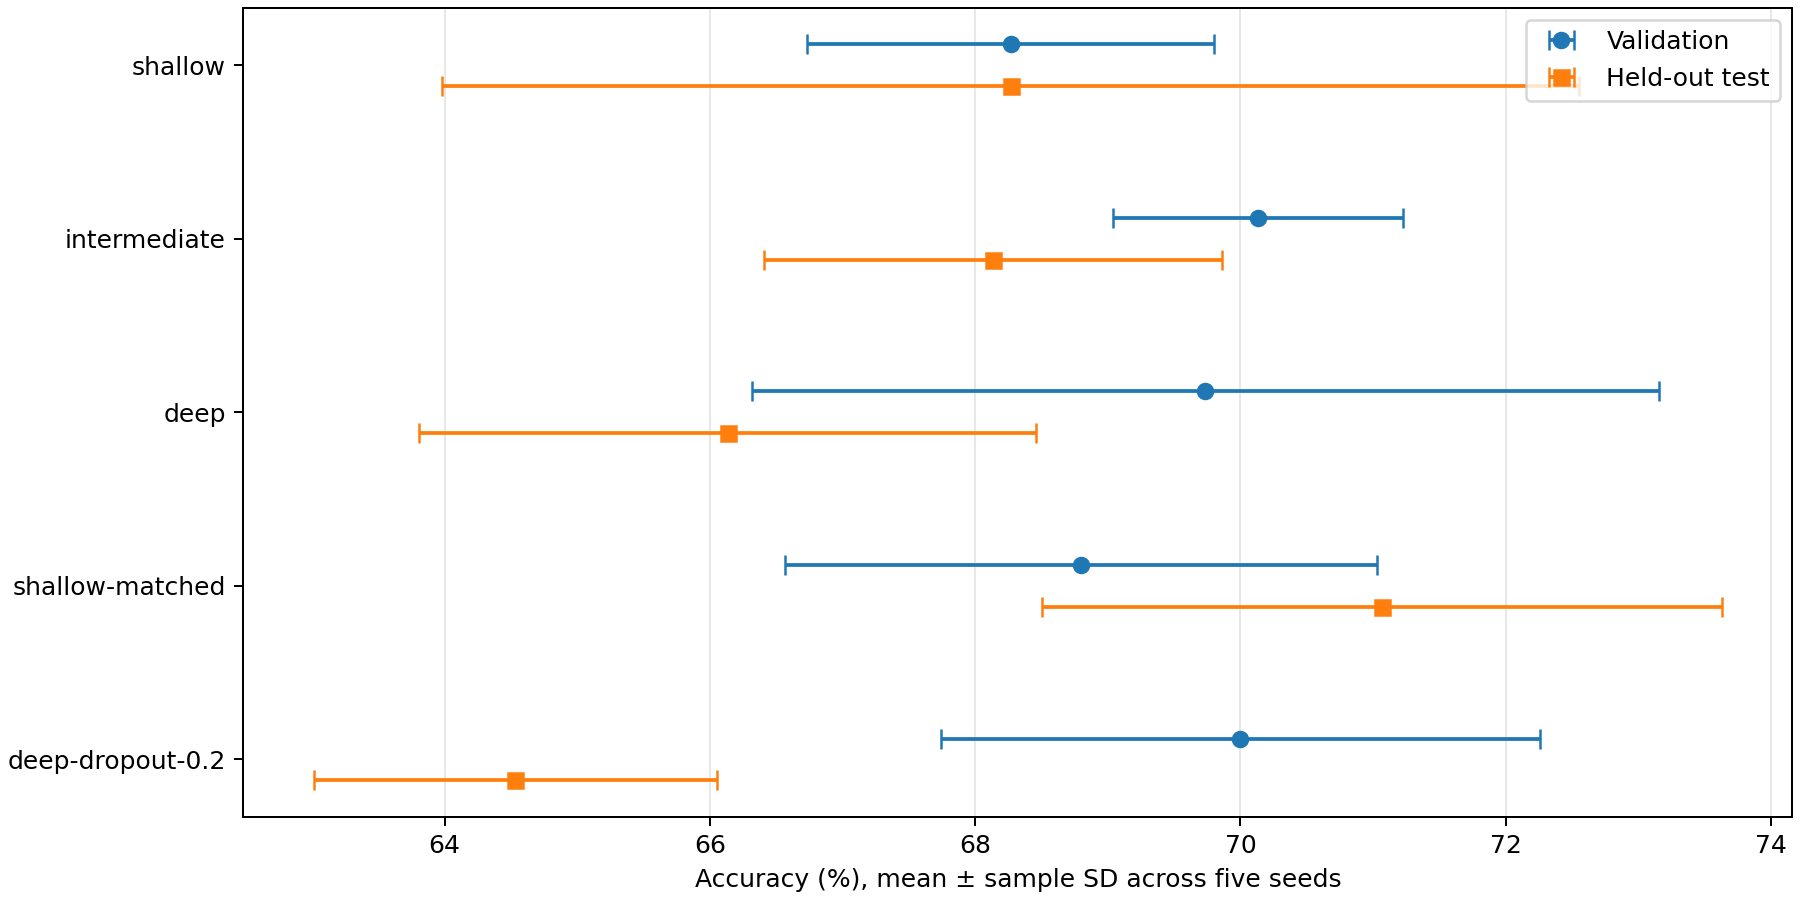 shallow
intermediate
deep
shallow-matched
deep-dropout-0.2
Validation
Held-out test
64 66 68 70 72 74
Accuracy (%), mean ± sample SD across five seeds